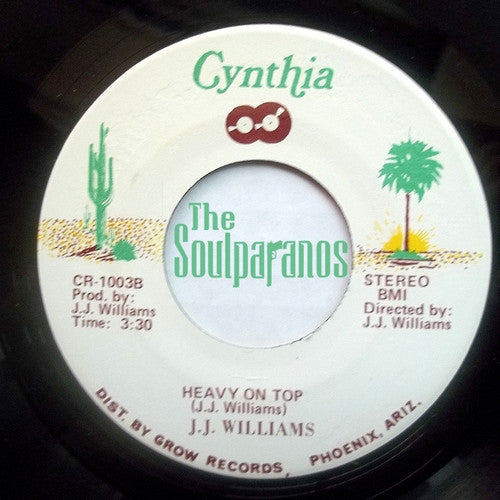 Cynthia
The
Soulparanos
CR-1003B
Prod. by:
J.J. Williams
Time: 3:30
STEREO
BMI
Directed by:
J.J. Williams
HEAVY ON TOP
(J.J. Williams)
J.J. WILLIAMS
DIST. BY GROW RECORDS, PHOENIX, ARIZ.